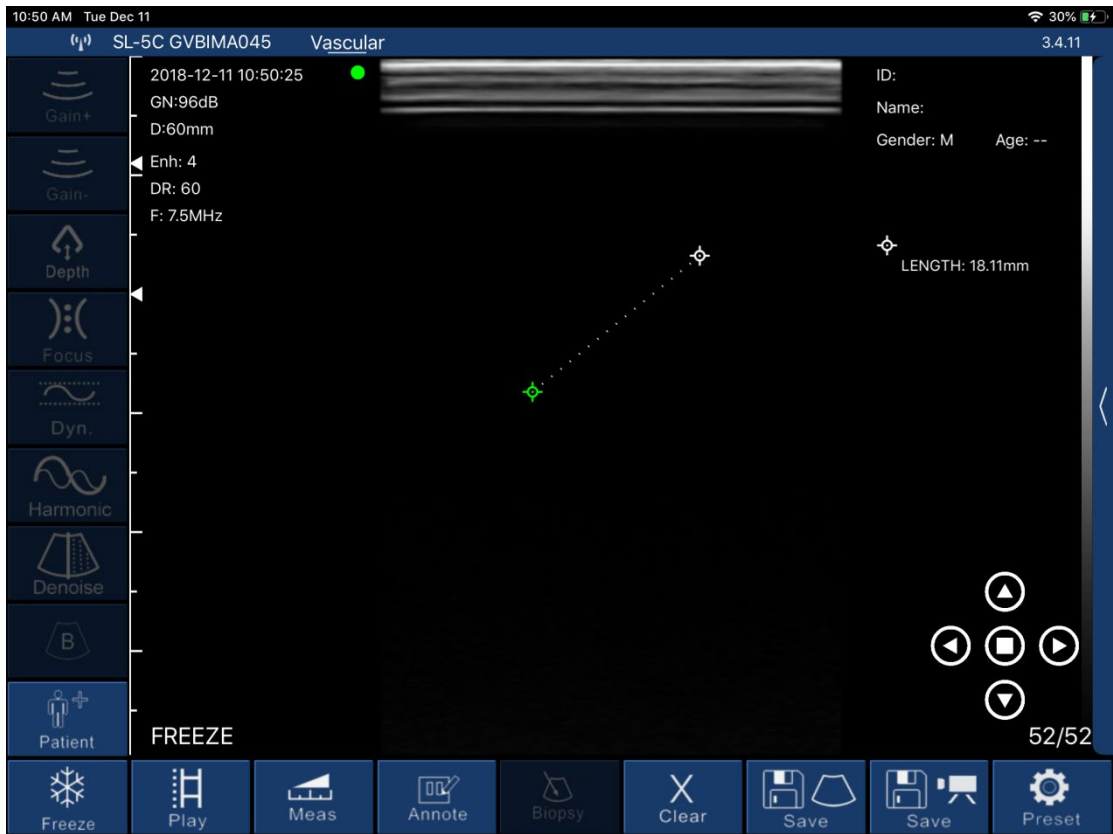 10:50 AM Tue Dec 11
30%
SL-5C GVBIMA045 Vascular
3.4.11
2018-12-11 10:50:25
GN:96dB
D:60mm
Enh: 4
DR: 60
F: 7.5MHz
ID:
Name:
Gender: M Age: --
LENGTH: 18.11mm
Gain+
Gain-
Depth
Focus
Dyn.
Harmonic
Denoise
B
Patient
FREEZE
52/52
Freeze
Play
Meas
Annote
Biopsy
Clear
Save
Save
Preset